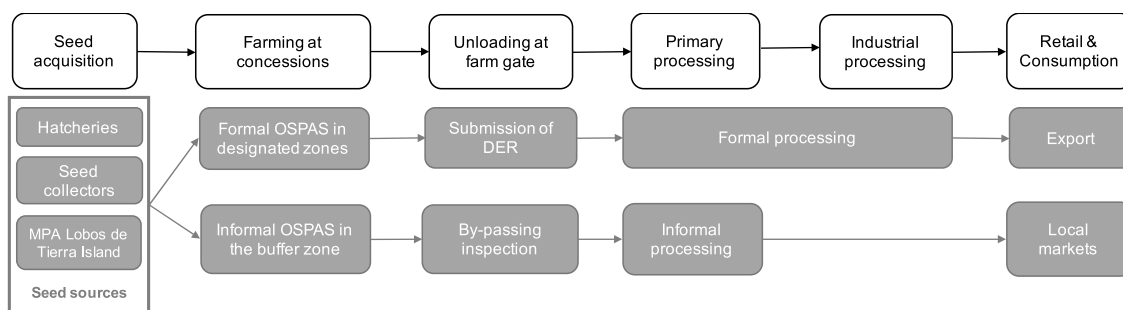 Seed
acquisition
Farming at
concessions
Unloading at
farm gate
Primary
processing
Industrial
processing
Retail &
Consumption
Hatcheries
Seed
collectors
MPA Lobos de
Tierra Island
Seed sources
Formal OSPAS in
designated zones
Submission of
DER
Formal processing
Export
Informal OSPAS in
the buffer zone
By-passing
inspection
Informal
processing
Local
markets